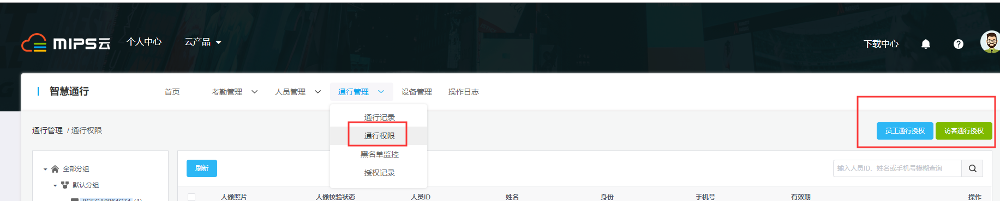 MIPS云 个人中心 云产品 下载中心
智慧通行 首页 考勤管理 人员管理 通行管理 设备管理 操作日志
通行记录
通行权限
黑名单监控
授权记录
通行管理 / 通行权限
员工通行授权 访客通行授权
全部分组
默认分组
刷新
输入人员ID、姓名或手机号模糊查询
人像照片 人像校验状态 人员ID 姓名 身份 手机号 有效期 操作